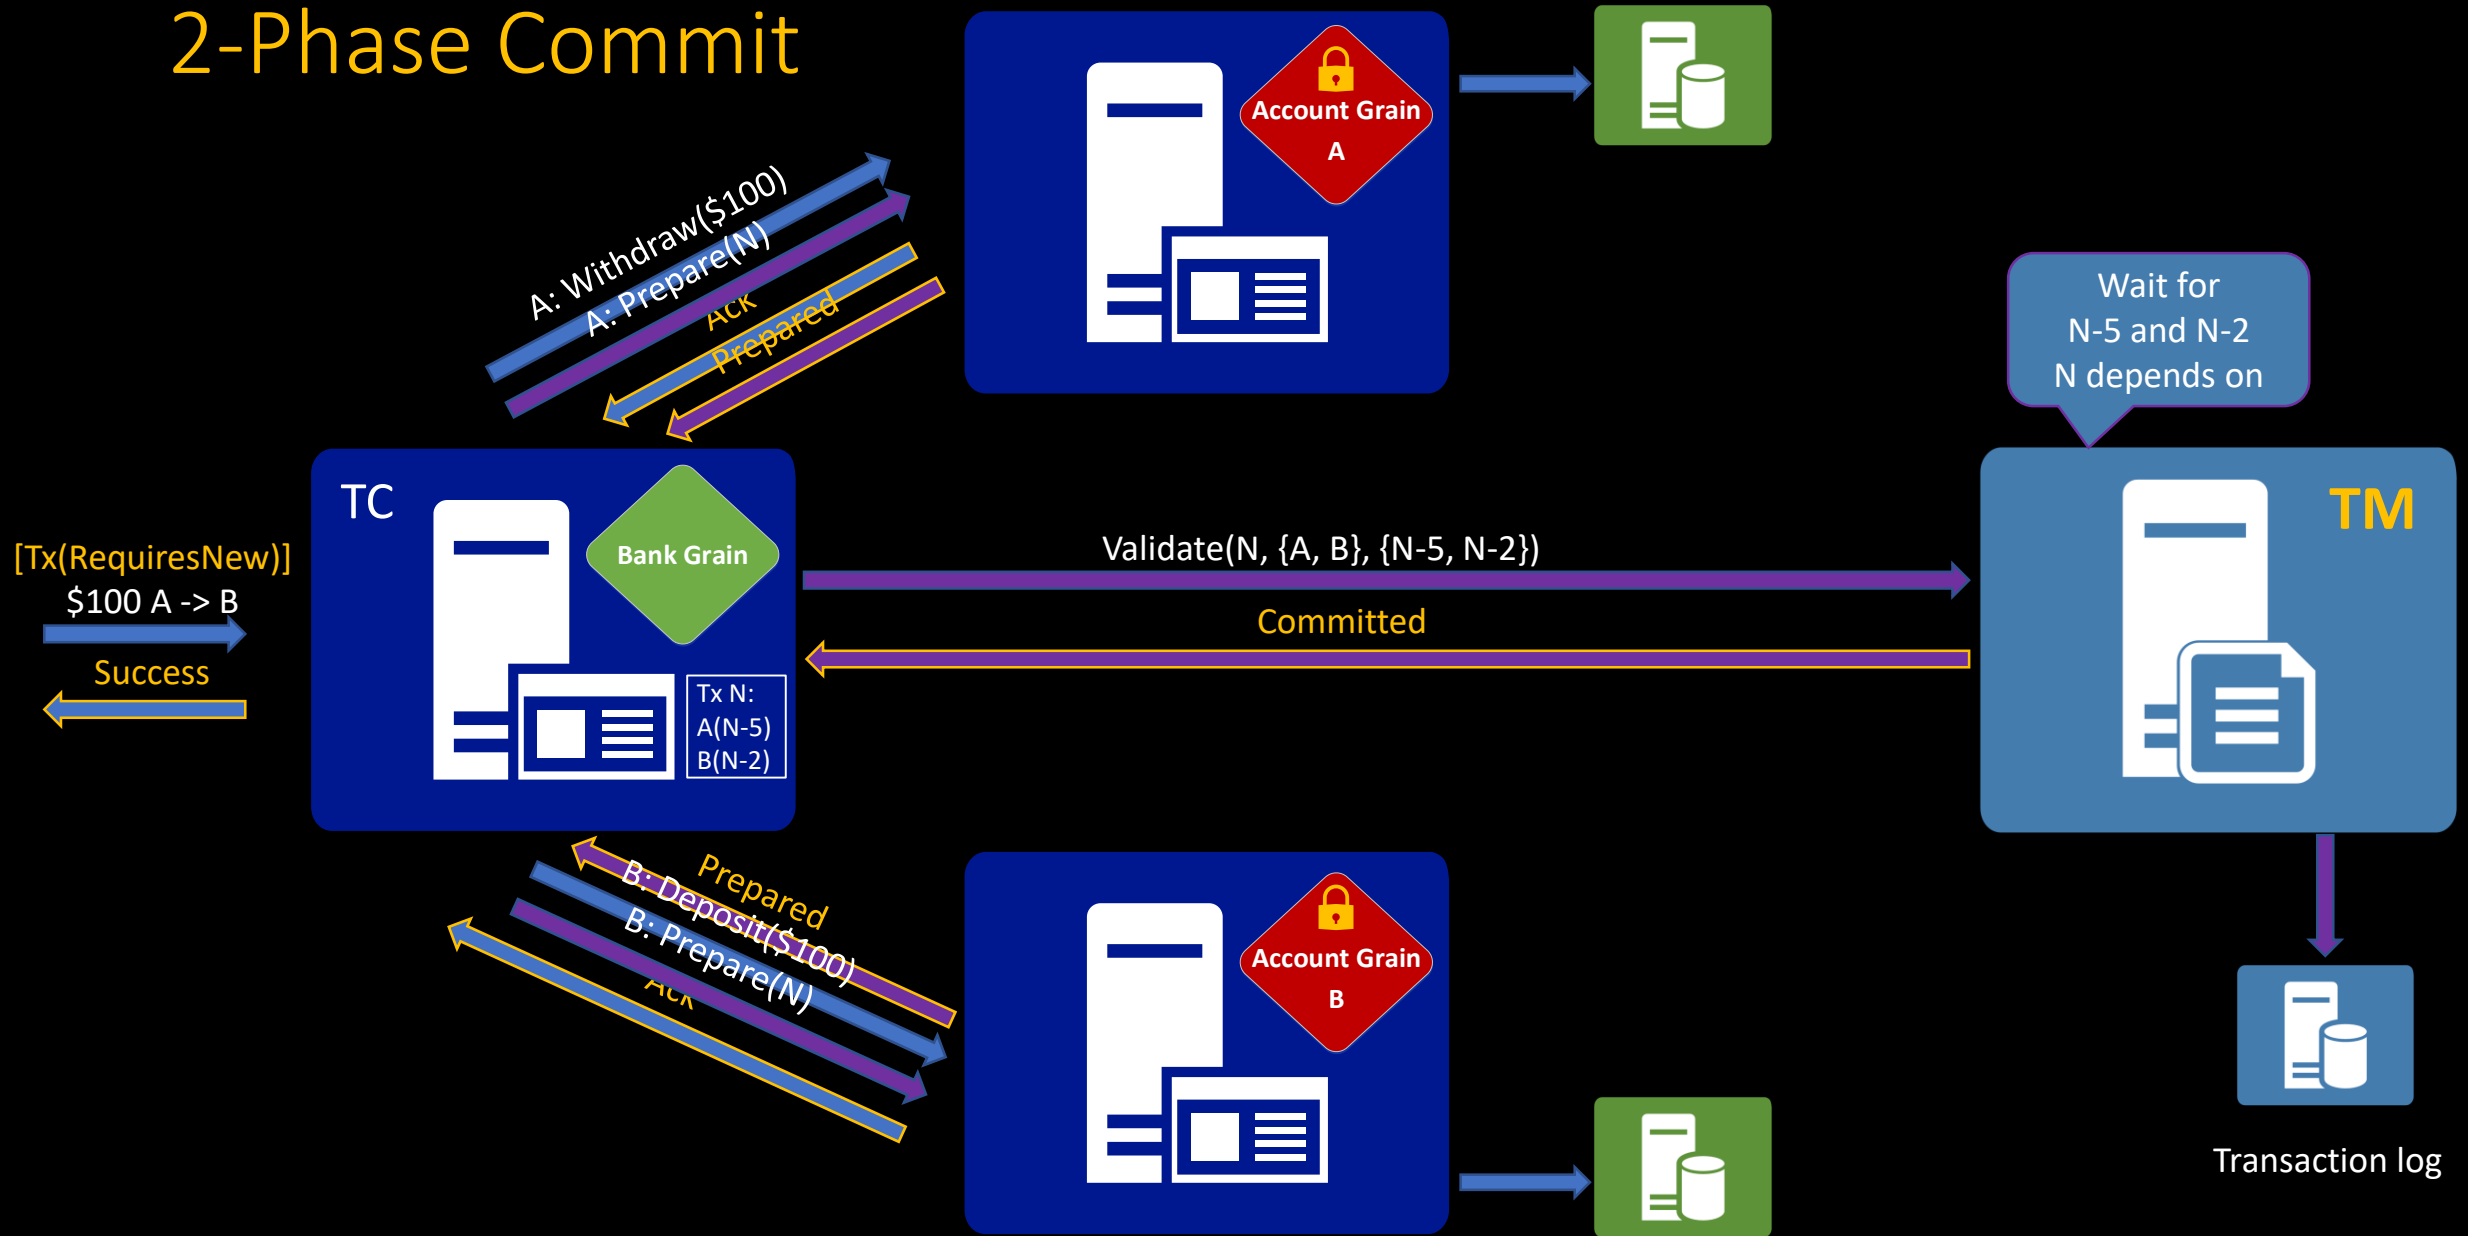 2-Phase Commit
Account Grain
A
A: Withdraw($100)
A: Prepare(N)
Ack
Prepared
Wait for
N-5 and N-2
N depends on
TC
Bank Grain
TM
[Tx(RequiresNew)]
$100 A -> B
Success
Validate(N, {A, B}, {N-5, N-2})
Committed
Tx N:
A(N-5)
B(N-2)
Prepared
B: Deposit($100)
B: Prepare(N)
Ack
Account Grain
B
Transaction log